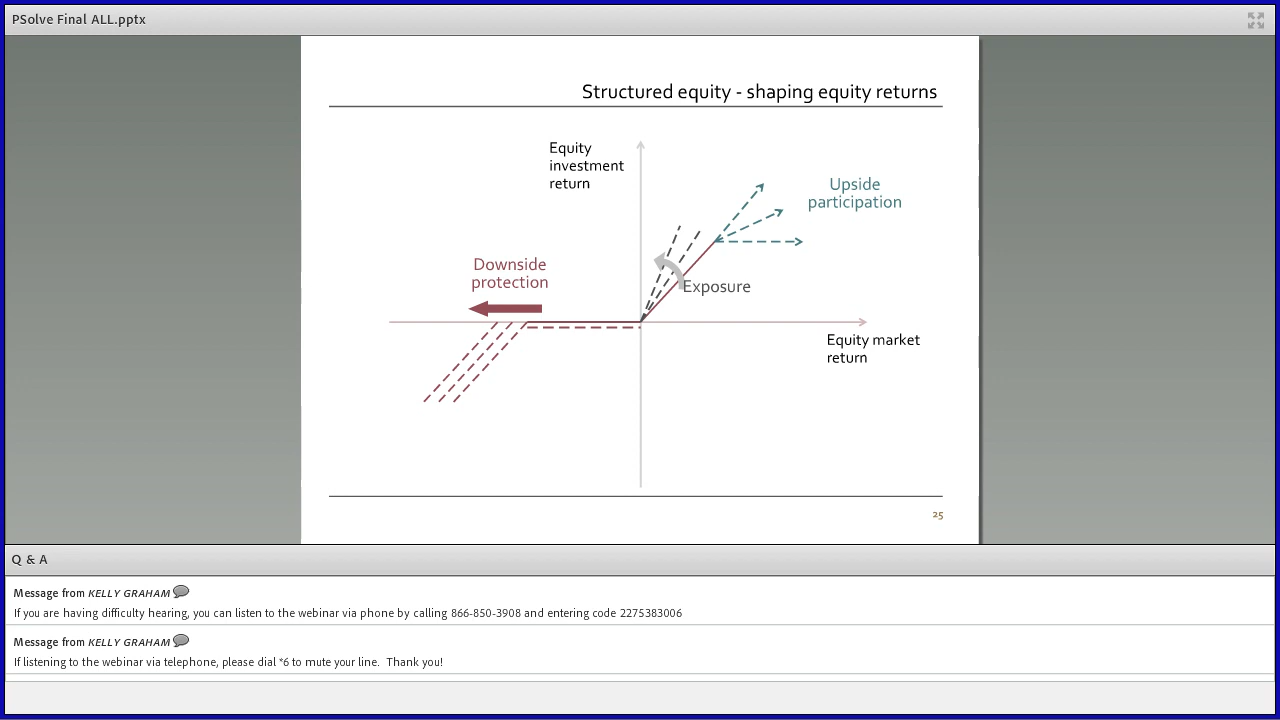 PSolve Final ALL.pptx
Structured equity - shaping equity returns
Equity
investment
return
Upside
participation
Downside
protection
Exposure
Equity market
return
25
Q & A
Message from KELLY GRAHAM
If you are having difficulty hearing, you can listen to the webinar via phone by calling 866-850-3908 and entering code 2275383006
Message from KELLY GRAHAM
If listening to the webinar via telephone, please dial *6 to mute your line.  Thank you!